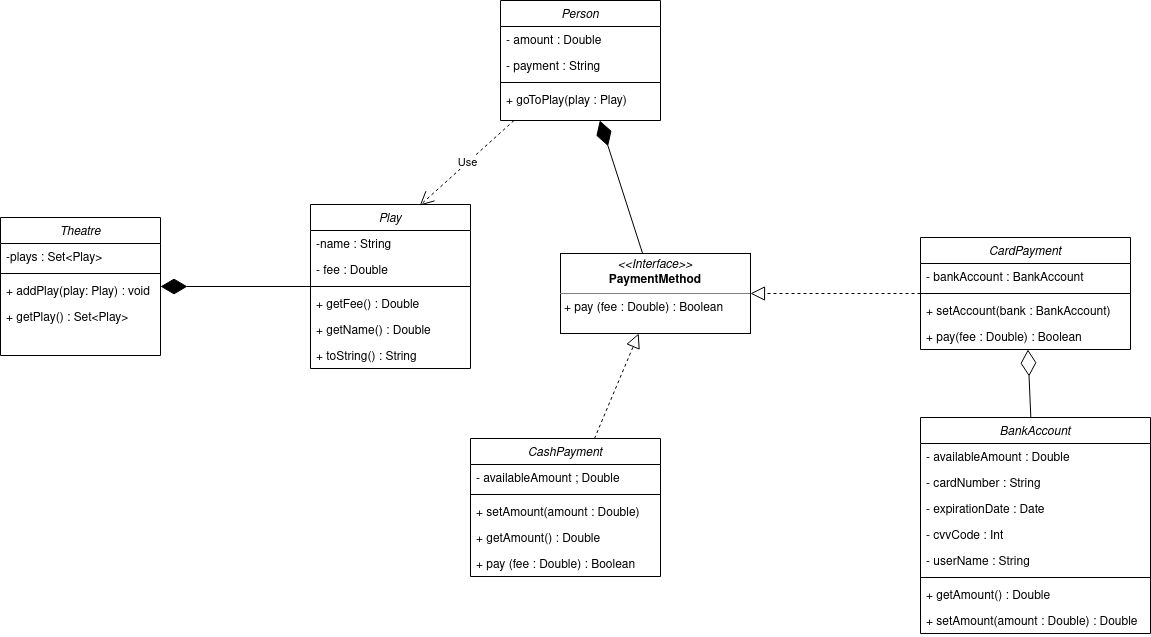 Person
- amount : Double
- payment : String
+ goToPlay(play : Play)
Use
Theatre
-plays : Set<Play>
+ addPlay(play: Play) : void
+ getPlay() : Set<Play>
Play
-name : String
- fee : Double
+ getFee() : Double
+ getName() : Double
+ toString() : String
<<Interface>>
PaymentMethod
+ pay (fee : Double) : Boolean
CardPayment
- bankAccount : BankAccount
+ setAccount(bank : BankAccount)
+ pay(fee : Double) : Boolean
CashPayment
- availableAmount ; Double
+ setAmount(amount : Double)
+ getAmount() : Double
+ pay (fee : Double) : Boolean
BankAccount
- availableAmount : Double
- cardNumber : String
- expirationDate : Date
- cvvCode : Int
- userName : String
+ getAmount() : Double
+ setAmount(amount : Double) : Double